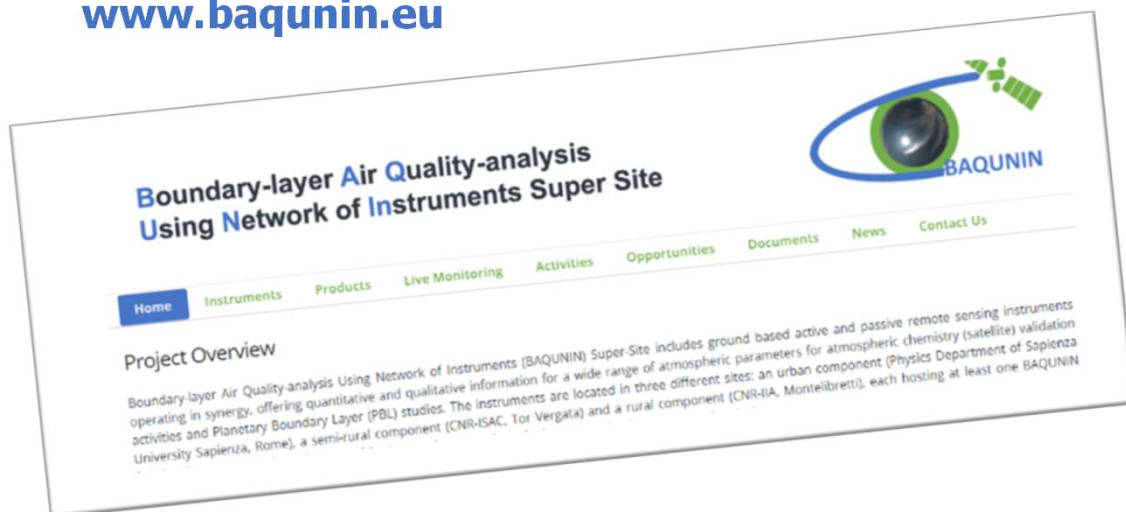 www.baqunin.eu
Boundary-layer Air Quality-analysis
Using Network of Instruments Super Site
BAQUNIN
Home Instruments Products Live Monitoring Activities Opportunities Documents News Contact Us
Project Overview
Boundary-layer Air Quality-analysis Using Network of Instruments (BAQUNIN) Super-Site includes ground based active and passive remote sensing instruments
operating in synergy, offering quantitative and qualitative information for a wide range of atmospheric parameters for atmospheric chemistry (satellite) validation
activities and Planetary Boundary Layer (PBL) studies. The instruments are located in three different sites: an urban component (Physics Department of Sapienza
University Sapienza, Rome), a semi-rural component (CNR-ISAC, Tor Vergata) and a rural component (CNR-IIA, Montelibretti), each hosting at least one BAQUNIN